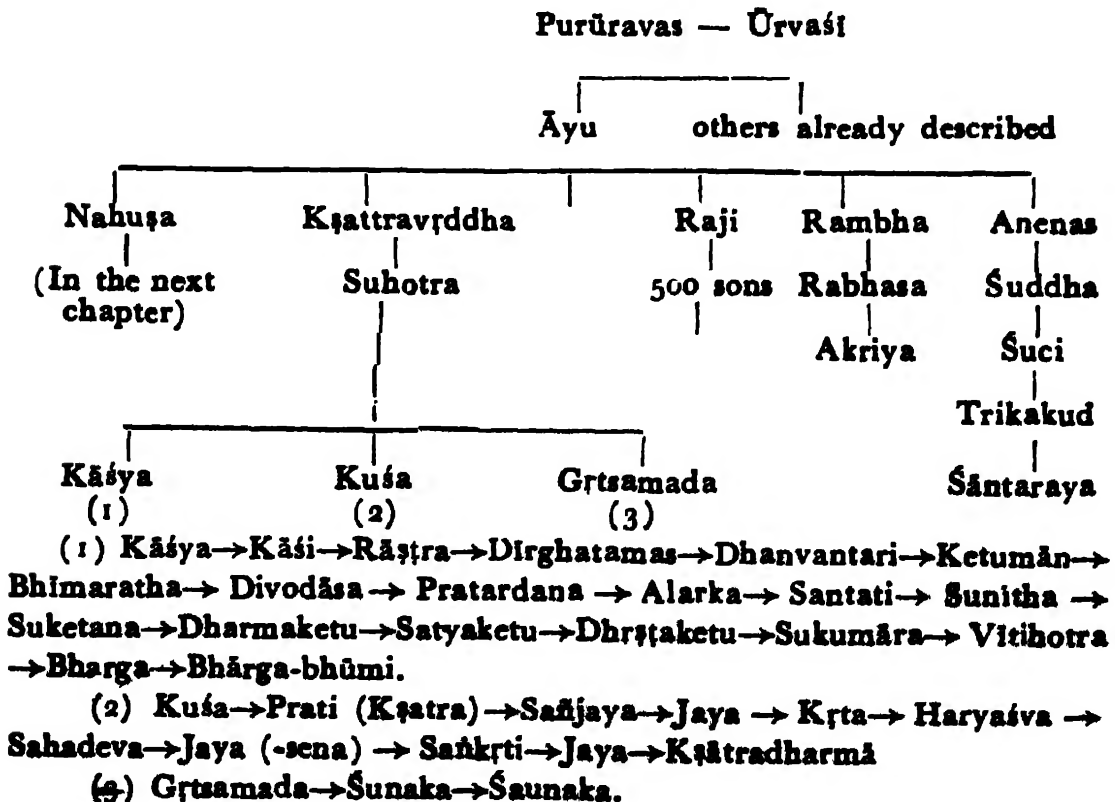 Purūravas — Ūrvaśī
Āyu others already described
Nahuṣa Kṣattravṛddha Raji Rambha Anenas
(In the next chapter) Suhotra 500 sons Rabhasa Śuddha
Akriya Śuci
Trikakud
Kāśya Kuśa Gṛtsamada Śāntaraya
(1) (2) (3)
(1) Kāśya→Kāśi→Rāṣṭra→Dīrghatamas→Dhanvantari→Ketumān→
Bhīmaratha→ Divodāsa→ Pratardana → Alarka→ Santati→ Sunītha →
Suketana→Dharmaketu→Satyaketu→Dhṛṣṭaketu→Sukumāra→ Vītihotra
→Bharga→Bhārga-bhūmi.
(2) Kuśa→Prati (Kṣatra)→Sañjaya→Jaya → Kṛta→ Haryaśva →
Sahadeva→Jaya (-sena) → Saṅkṛti→Jaya→Kṣātradharmā
(3) Gṛtsamada→Śunaka→Śaunaka.